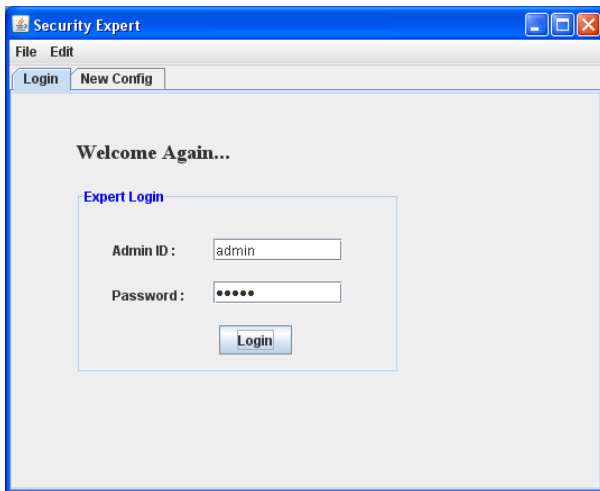 Security Expert
File Edit
Login New Config
Welcome Again...
Expert Login
Admin ID : admin
Password : •••••
Login